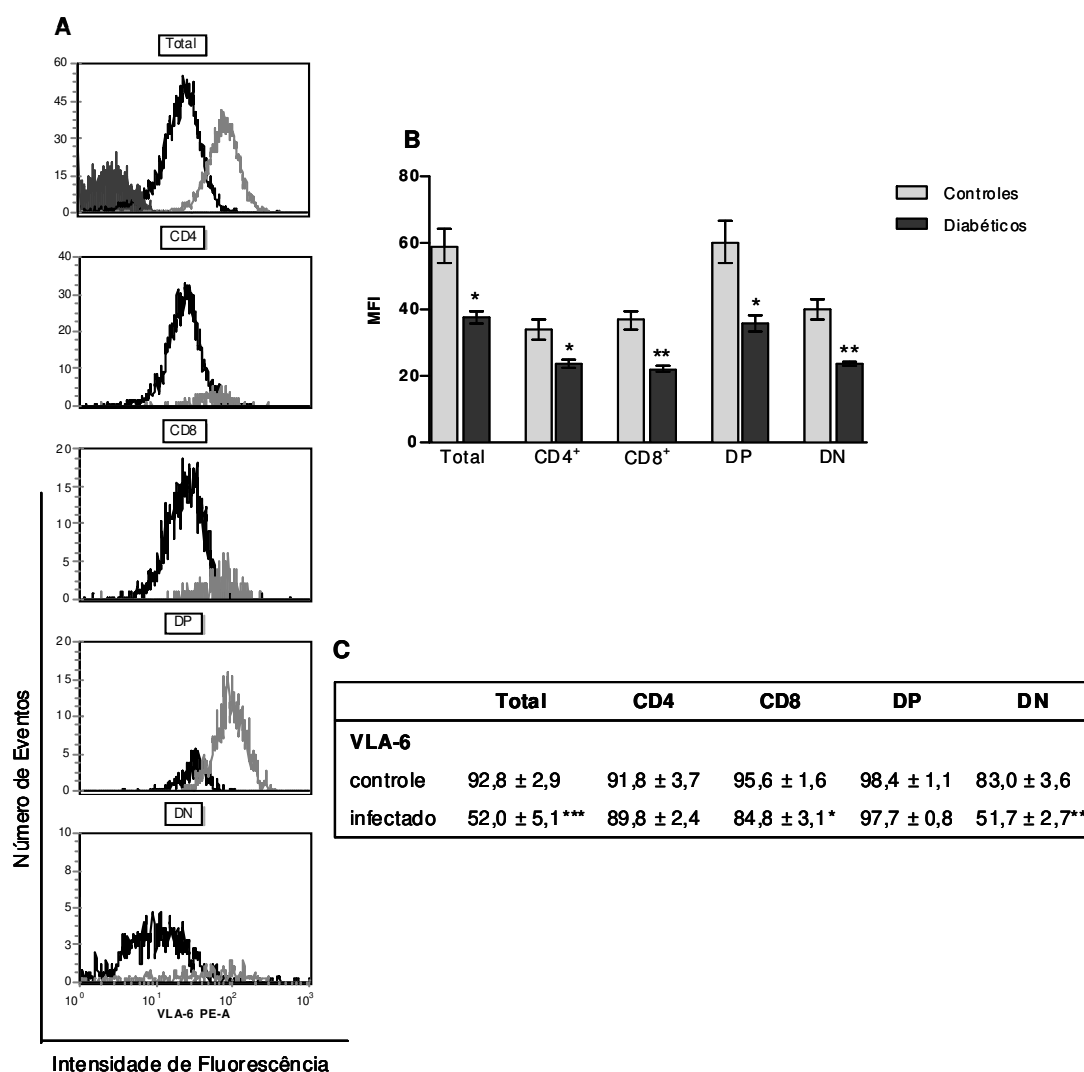 A
Total
60
45
30
15
0
CD4
40
30
20
10
0
CD8
20
15
10
5
0
DP
20
15
10
5
0
DN
10
8
5
3
0
10⁰ 10¹ 10² 10³
VLA-6 PE-A
Número de Eventos
Intensidade de Fluorescência
B
80
60
40
20
0
MFI
* * ** * **
Total CD4⁺ CD8⁺ DP DN
Controles
Diabéticos
C
Total CD4 CD8 DP DN
VLA-6
controle 92,8 ± 2,9 91,8 ± 3,7 95,6 ± 1,6 98,4 ± 1,1 83,0 ± 3,6
infectado 52,0 ± 5,1*** 89,8 ± 2,4 84,8 ± 3,1* 97,7 ± 0,8 51,7 ± 2,7**